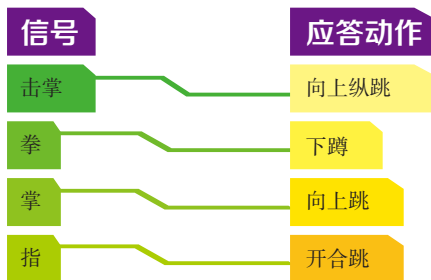 信号 应答动作
击掌 向上纵跳
拳 下蹲
掌 向上跳
指 开合跳